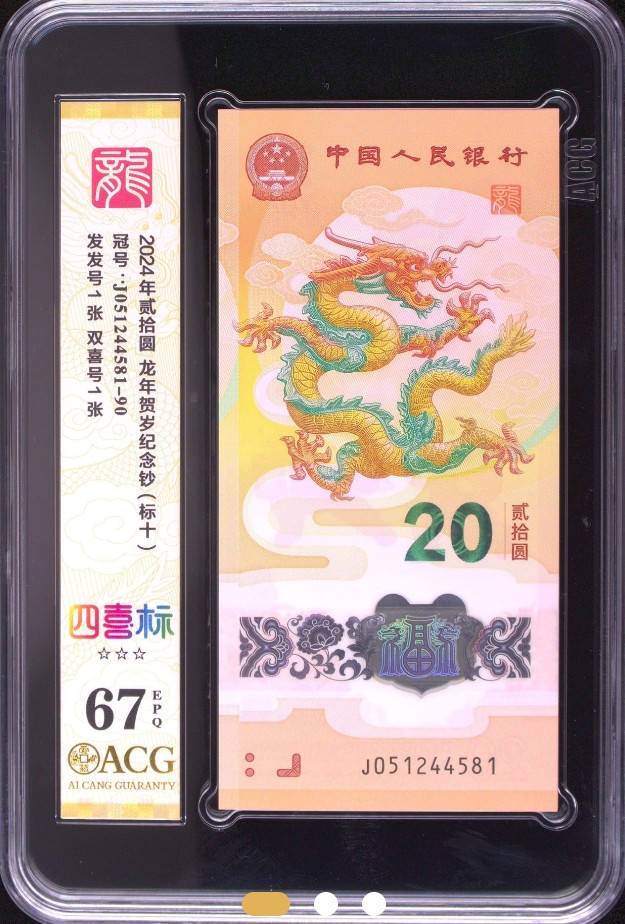 龍
2024年贰拾圆 龙年贺岁纪念钞(标十)
冠号:J051244581-90
发发号1张 双喜号1张
四喜标
☆☆☆
67 EPQ
ACG
AI CANG GUARANTY
ACG
中国人民银行
龍
20
贰拾圆
福
J051244581